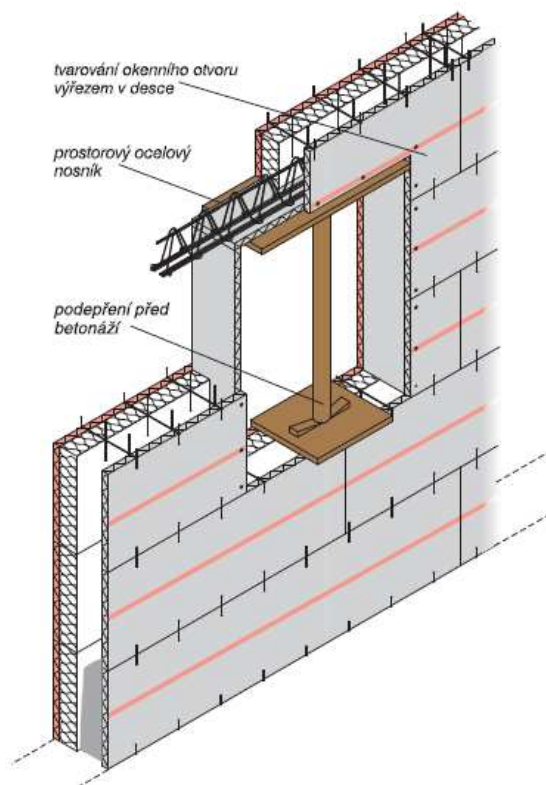 tvarování okenního otvoru
výřezem v desce
prostorový ocelový
nosník
podepření před
betonáží